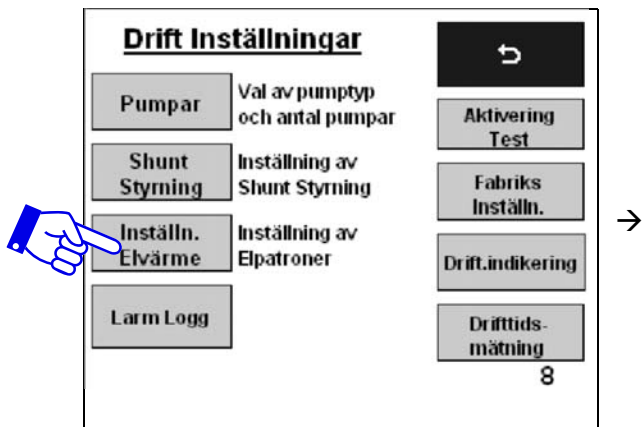 Drift Inställningar
Pumpar
Val av pumptyp
och antal pumpar
Shunt
Styrning
Inställning av
Shunt Styrning
Inställn.
Elvärme
Inställning av
Elpatroner
Larm Logg
Aktivering
Test
Fabriks
Inställn.
Drift.indikering
Drifttids-
mätning
8